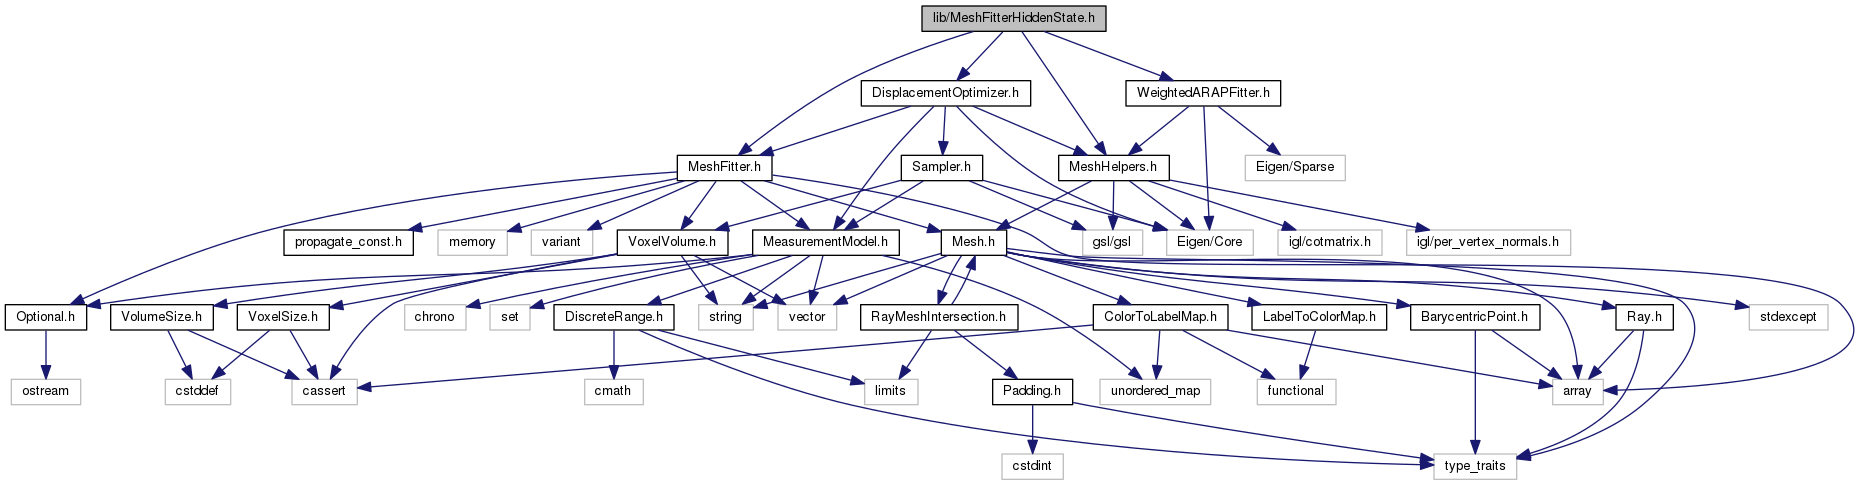 lib/MeshFitterHiddenState.h
DisplacementOptimizer.h
WeightedARAPFitter.h
MeshFitter.h
Sampler.h
MeshHelpers.h
Eigen/Sparse
propagate_const.h
memory
variant
VoxelVolume.h
MeasurementModel.h
Mesh.h
gsl/gsl
Eigen/Core
igl/cotmatrix.h
igl/per_vertex_normals.h
Optional.h
VolumeSize.h
VoxelSize.h
chrono
set
DiscreteRange.h
string
vector
RayMeshIntersection.h
ColorToLabelMap.h
LabelToColorMap.h
BarycentricPoint.h
Ray.h
stdexcept
ostream
cstddef
cassert
cmath
limits
Padding.h
unordered_map
functional
array
cstdint
type_traits